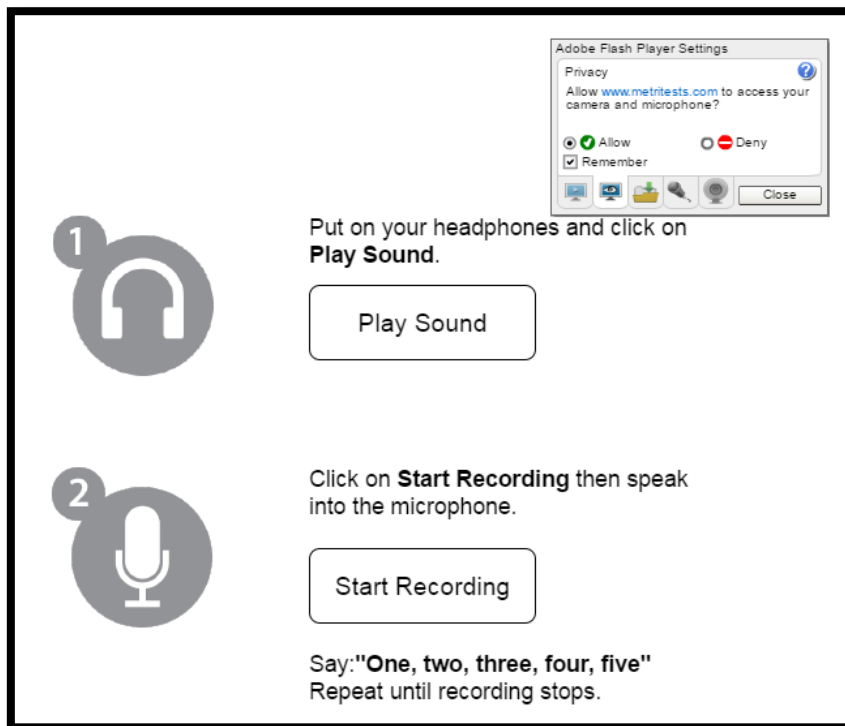 Adobe Flash Player Settings
Privacy
?
Allow www.metritests.com to access your
camera and microphone?
Allow Deny
Remember
Close
1
Put on your headphones and click on
Play Sound.
Play Sound
2
Click on Start Recording then speak
into the microphone.
Start Recording
Say:"One, two, three, four, five"
Repeat until recording stops.